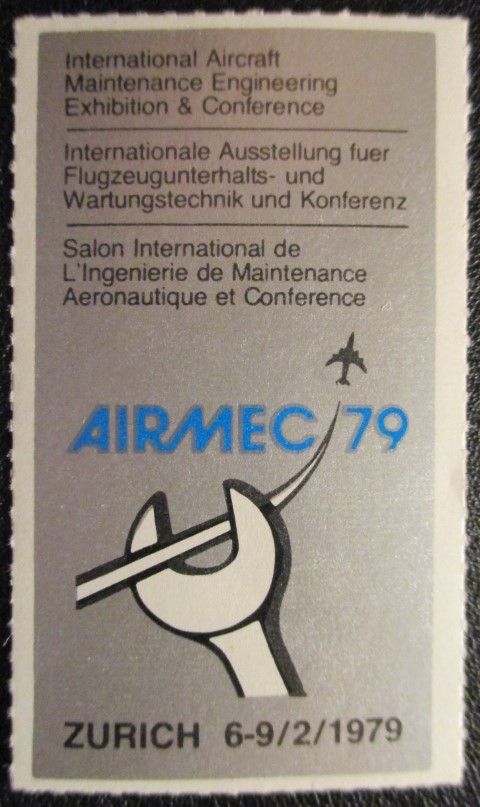 International Aircraft
Maintenance Engineering
Exhibition & Conference
Internationale Ausstellung fuer
Flugzeugunterhalts- und
Wartungstechnik und Konferenz
Salon International de
L'Ingenierie de Maintenance
Aeronautique et Conference
AIRMEC 79
ZURICH 6-9/2/1979